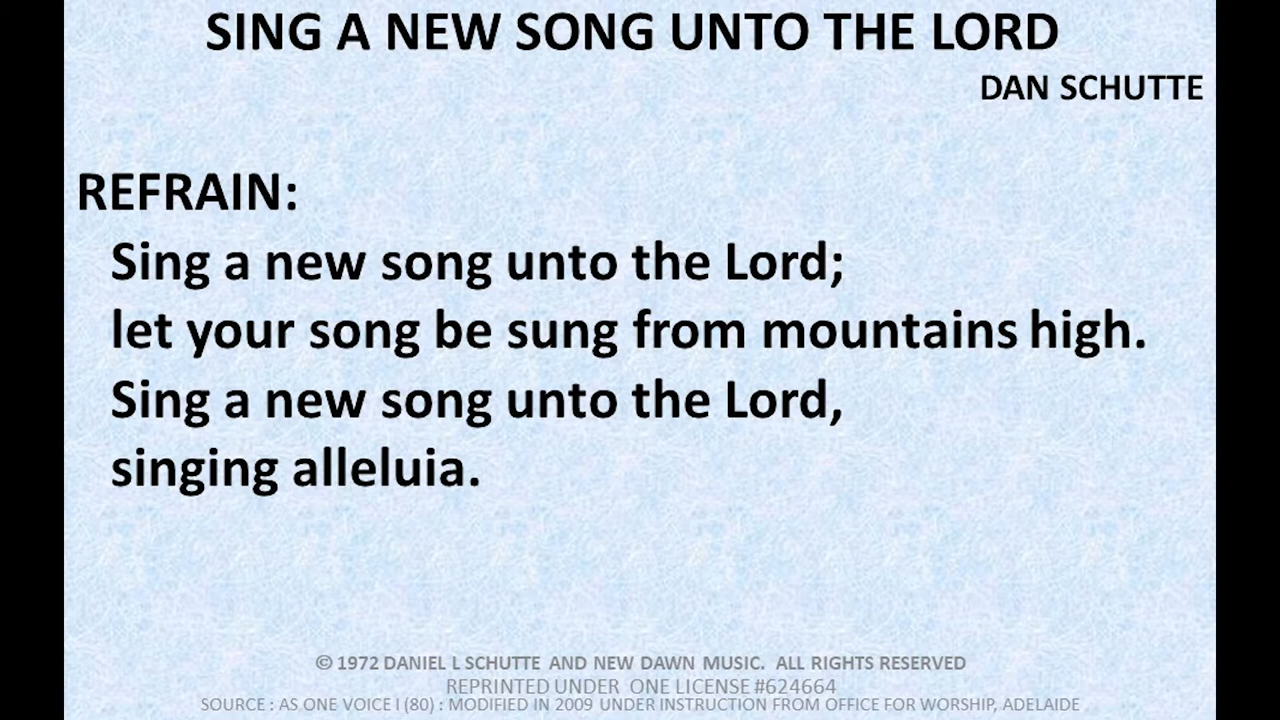 SING A NEW SONG UNTO THE LORD
DAN SCHUTTE
REFRAIN:
Sing a new song unto the Lord;
let your song be sung from mountains high.
Sing a new song unto the Lord,
singing alleluia.
© 1972 DANIEL L SCHUTTE AND NEW DAWN MUSIC. ALL RIGHTS RESERVED
REPRINTED UNDER ONE LICENSE #624664
SOURCE : AS ONE VOICE I (80) : MODIFIED IN 2009 UNDER INSTRUCTION FROM OFFICE FOR WORSHIP, ADELAIDE